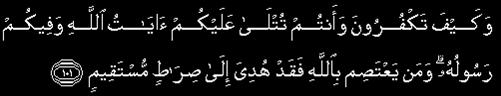 وَكَيْفَ تَكْفُرُونَ وَأَنتُمْ تُتْلَىٰ عَلَيْكُمْ ءَايَـٰتُ ٱللَّهِ وَفِيكُمْ
رَسُولُهُۥ ۗ وَمَن يَعْتَصِم بِٱللَّهِ فَقَدْ هُدِىَ إِلَىٰ صِرَٰطٍ مُّسْتَقِيمٍ ١٠١